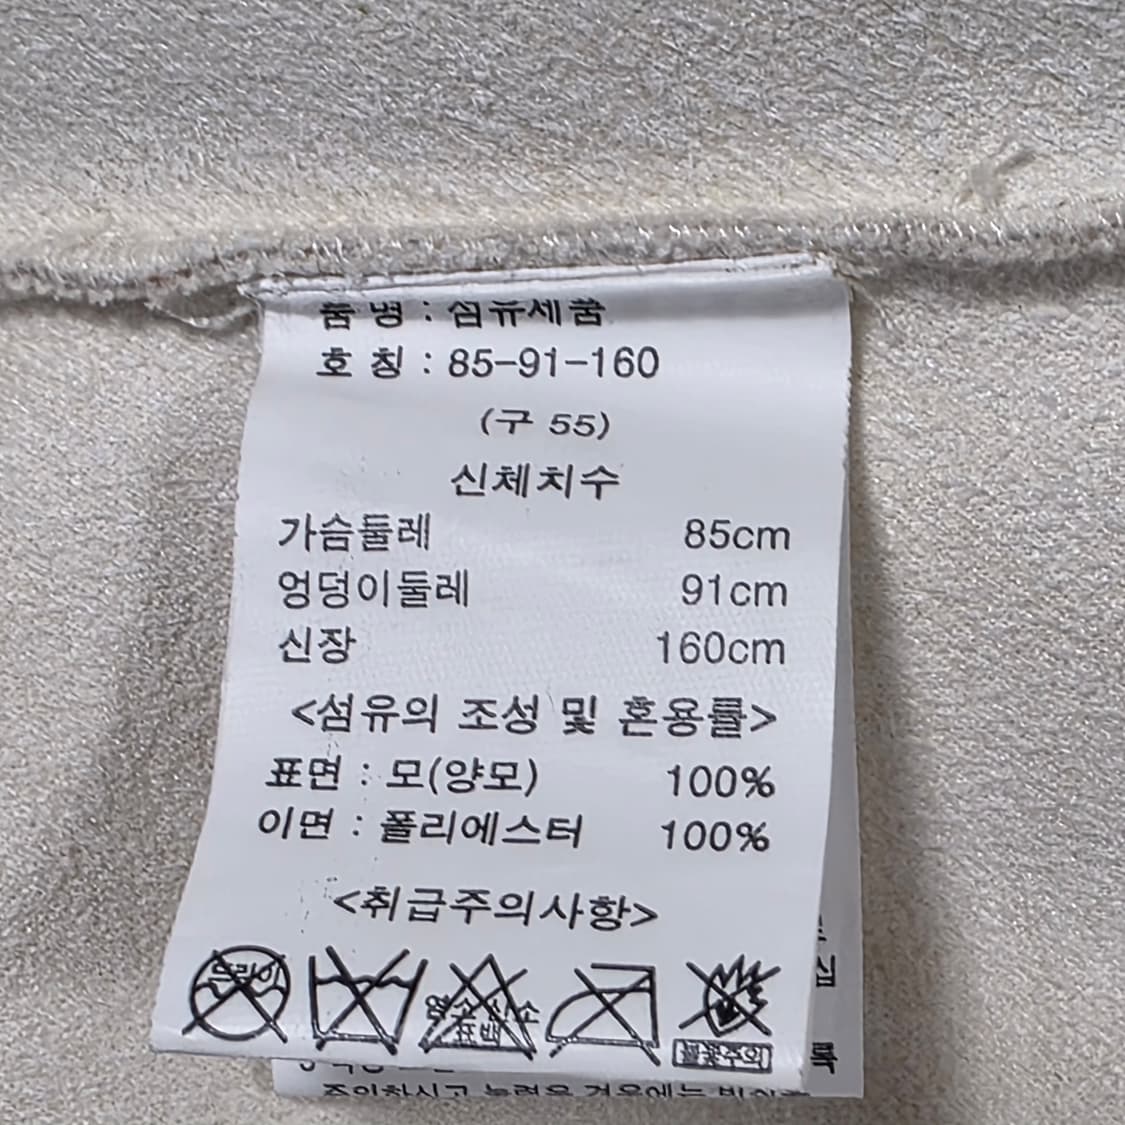 품 명 : 섬유제품
호 칭 : 85-91-160
(구 55)
신체치수
가슴둘레 85cm
엉덩이둘레 91cm
신장 160cm
<섬유의 조성 및 혼용률>
표면 : 모(양모) 100%
이면 : 폴리에스터 100%
<취급주의사항>
드라이
염소 산소
표백
불꽃주의
십
록